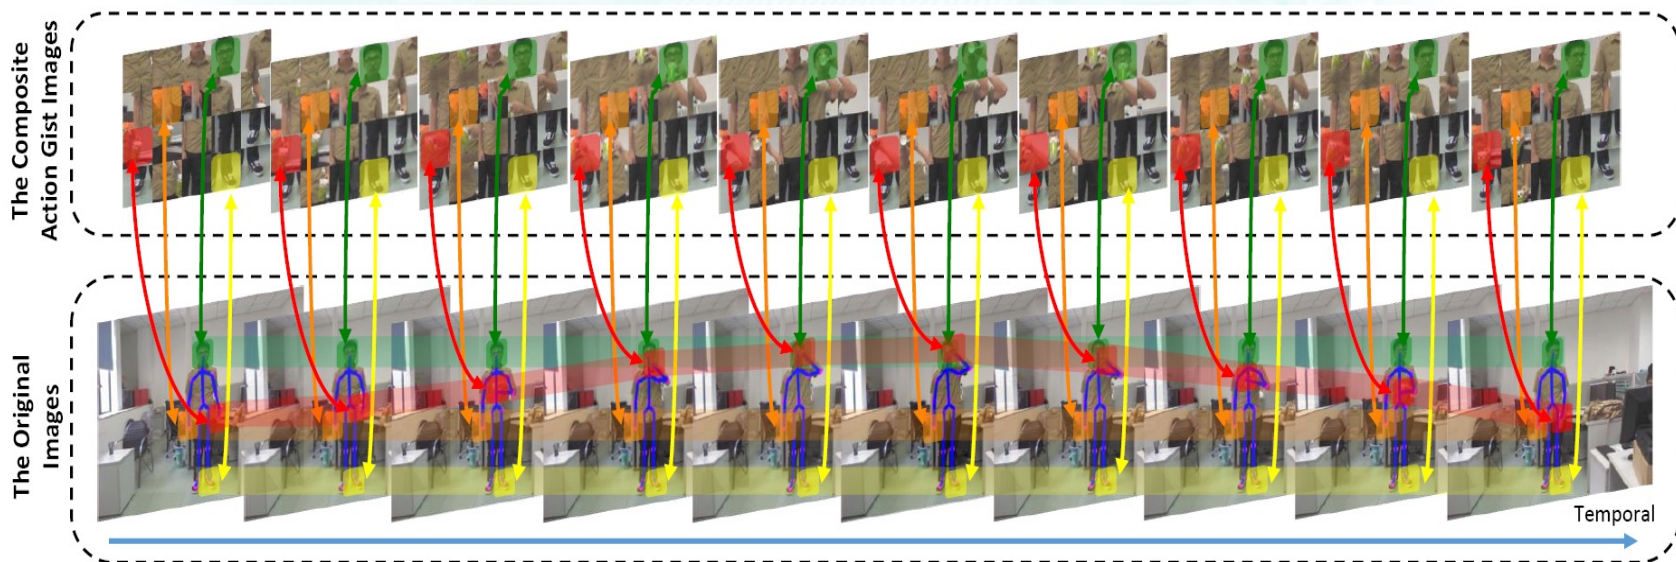 The Composite
Action Gist Images
The Original
Images
Temporal